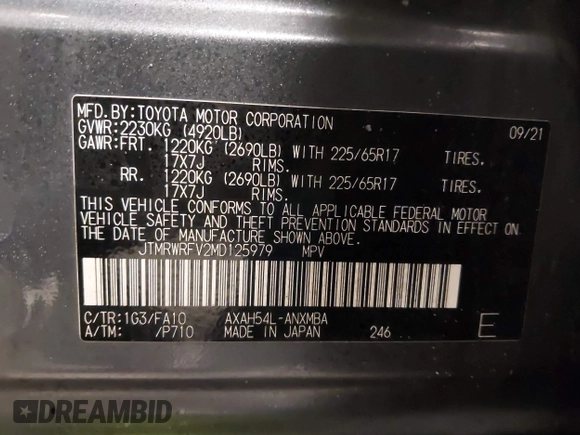 MFD.BY:TOYOTA MOTOR CORPORATION 09/21
GVWR:2230KG (4920LB)
GAWR:FRT. 1220KG (2690LB) WITH 225/65R17 TIRES.
17X7J RIMS.
RR. 1220KG (2690LB) WITH 225/65R17 TIRES.
17X7J RIMS.
THIS VEHICLE CONFORMS TO ALL APPLICABLE FEDERAL MOTOR
VEHICLE SAFETY AND THEFT PREVENTION STANDARDS IN EFFECT ON
THE DATE OF MANUFACTURE SHOWN ABOVE.
JTMRWRFV2MD125979 MPV
C/TR:1G3/FA10 AXAH54L-ANXMBA
A/TM: /P710 MADE IN JAPAN 246 E
DREAMBID